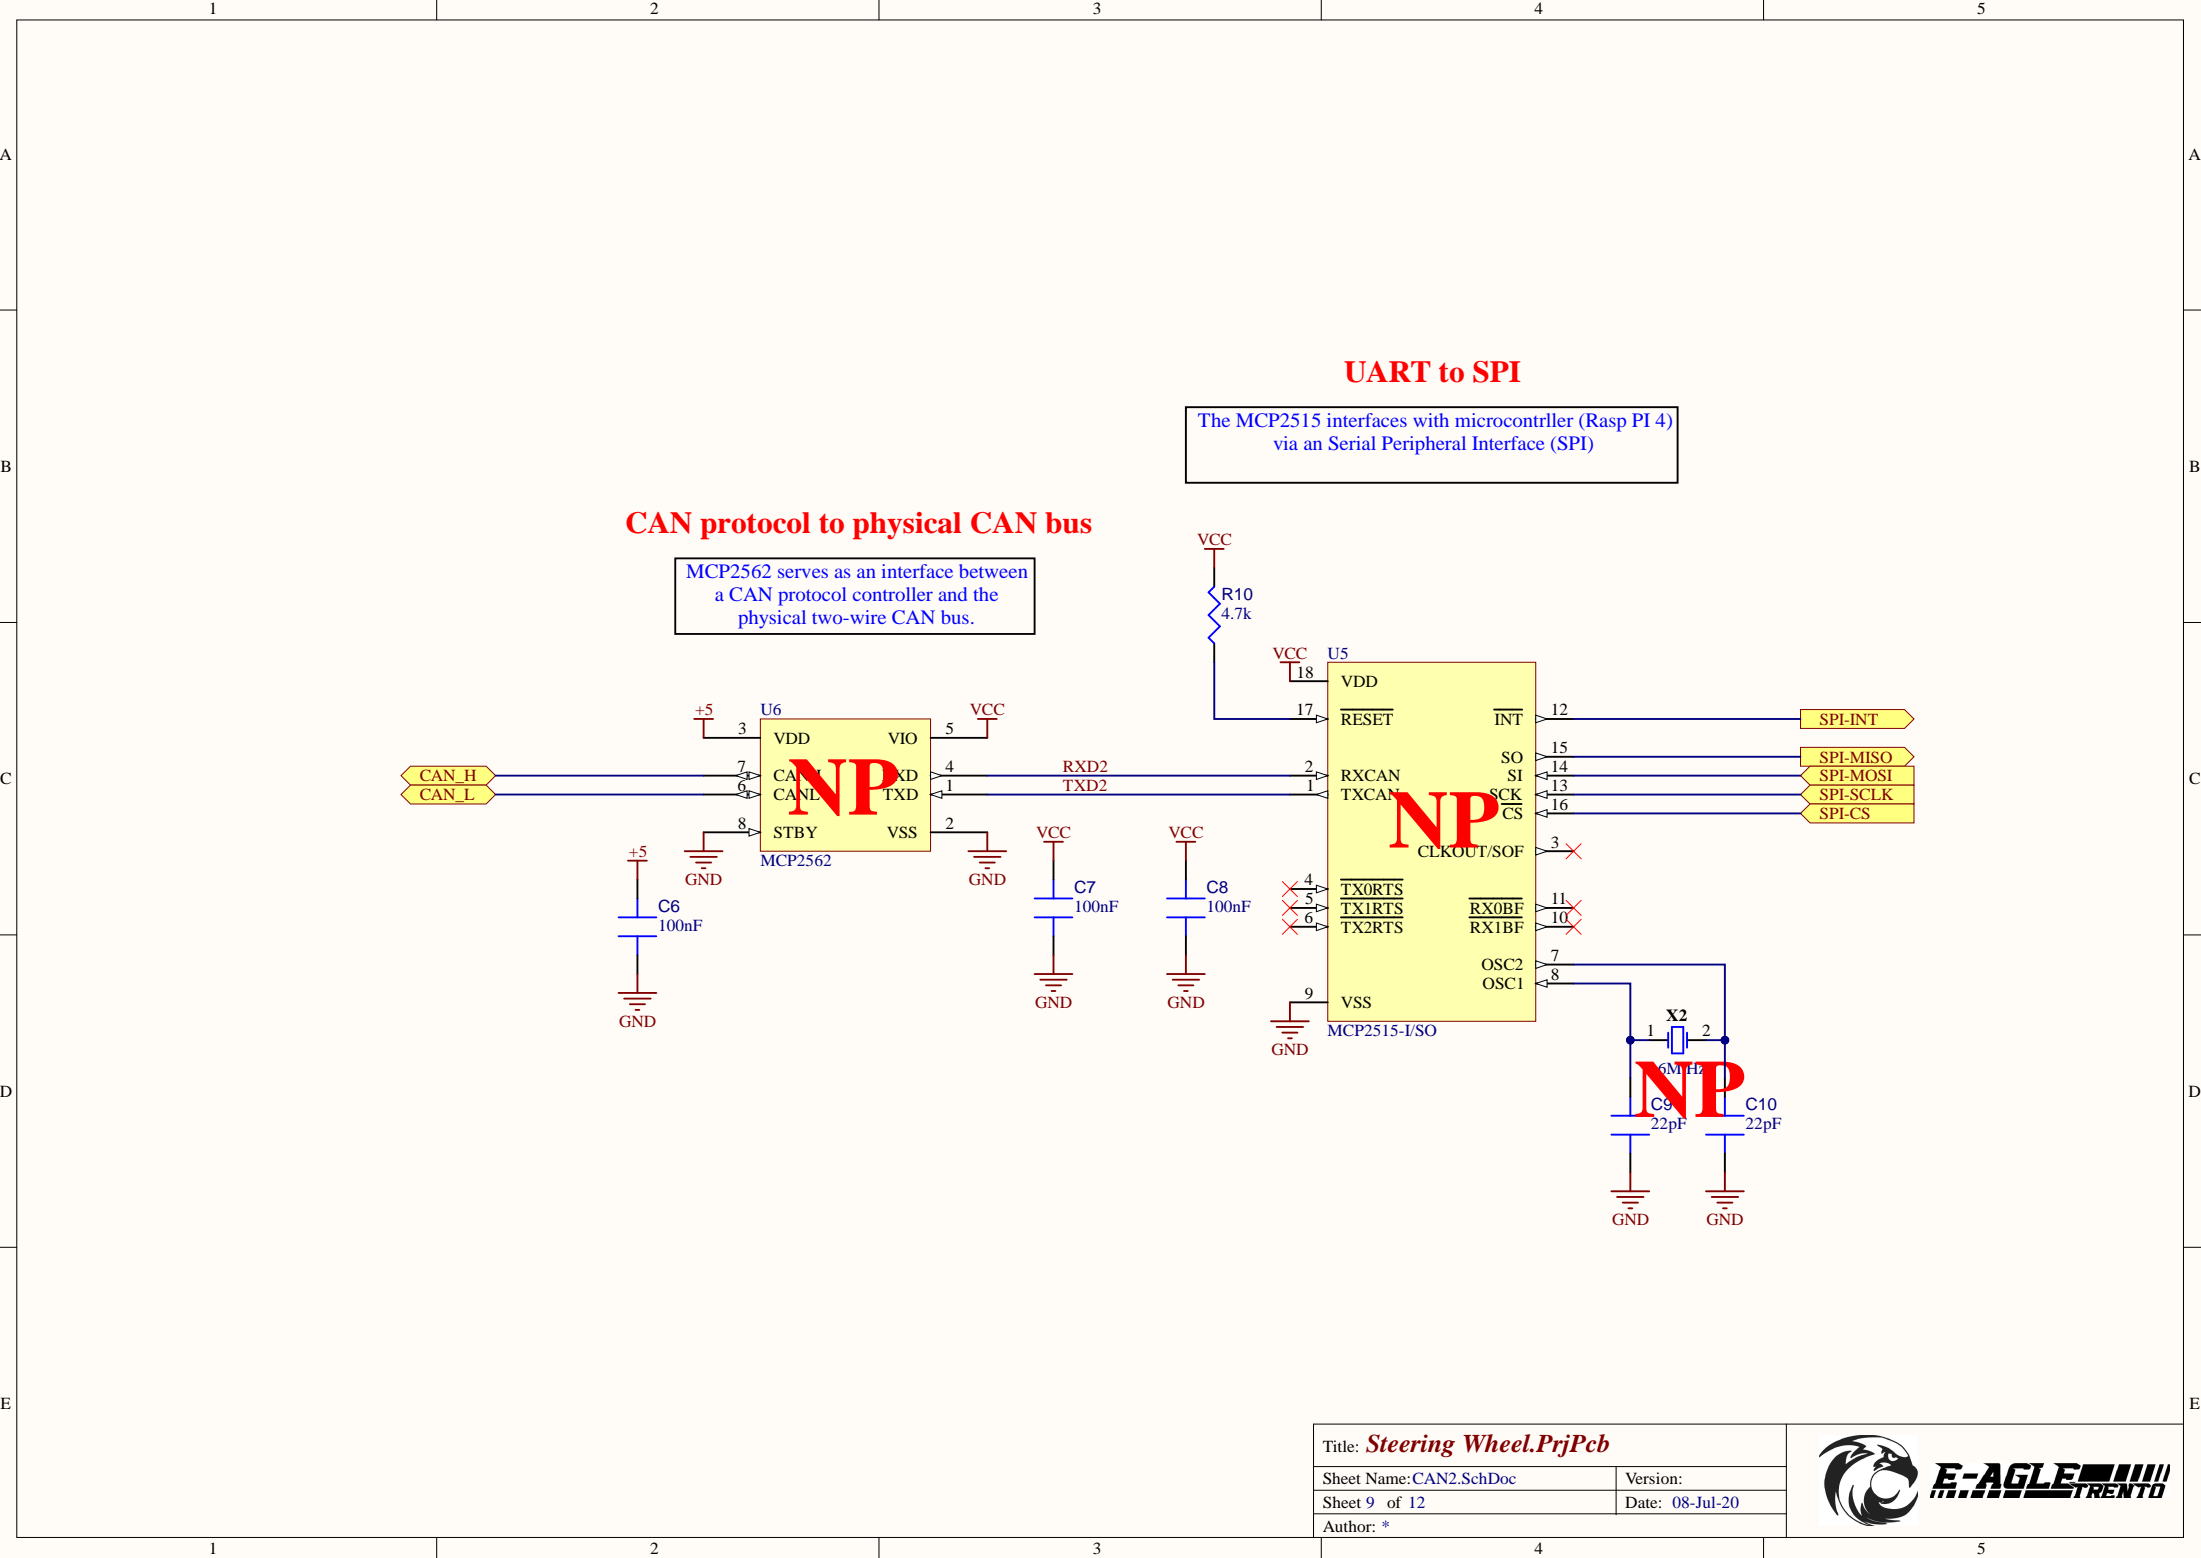 1 2 3 4 5
A A
UART to SPI
The MCP2515 interfaces with microcontrller (Rasp PI 4)
via an Serial Peripheral Interface (SPI)
B B
CAN protocol to physical CAN bus
MCP2562 serves as an interface between
a CAN protocol controller and the
physical two-wire CAN bus.
VCC
R10
4.7k
VCC U5
18 VDD
17 RESET INT 12 SPI-INT
SO 15 SPI-MISO
2 RXCAN SI 14 SPI-MOSI
1 TXCAN SCK 13 SPI-SCLK
CS 16 SPI-CS
NP
CLKOUT/SOF 3
4 TX0RTS
5 TX1RTS RX0BF 11
6 TX2RTS RX1BF 10
OSC2 7
OSC1 8
9 VSS
GND
MCP2515-I/SO
+5 U6 VCC
3 VDD VIO 5
CAN_H 7 4 RXD2
CAN_L 6 CANL TXD 1 TXD2
NP
8 STBY VSS 2
GND MCP2562 GND
C C
+5
C6
100nF
GND
VCC
C7
100nF
GND
VCC
C8
100nF
GND
X2
1 2
NP
C9
22pF
GND
C10
22pF
GND
D D
E E
Title: Steering Wheel.PrjPcb
Sheet Name: CAN2.SchDoc Version:
Sheet 9 of 12 Date: 08-Jul-20
Author: *
E-AGLE
TRENTO
1 2 3 4 5